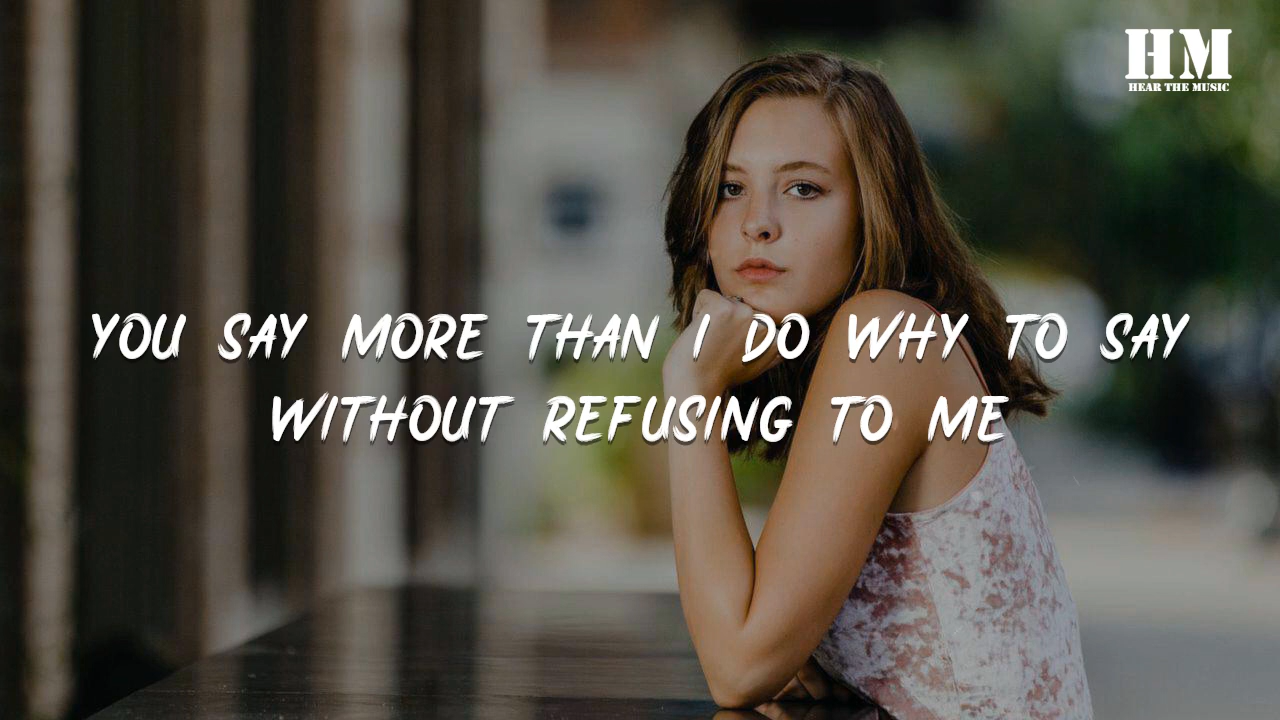 HM
HEAR THE MUSIC
YOU SAY MORE THAN I DO WHY TO SAY
WITHOUT REFUSING TO ME